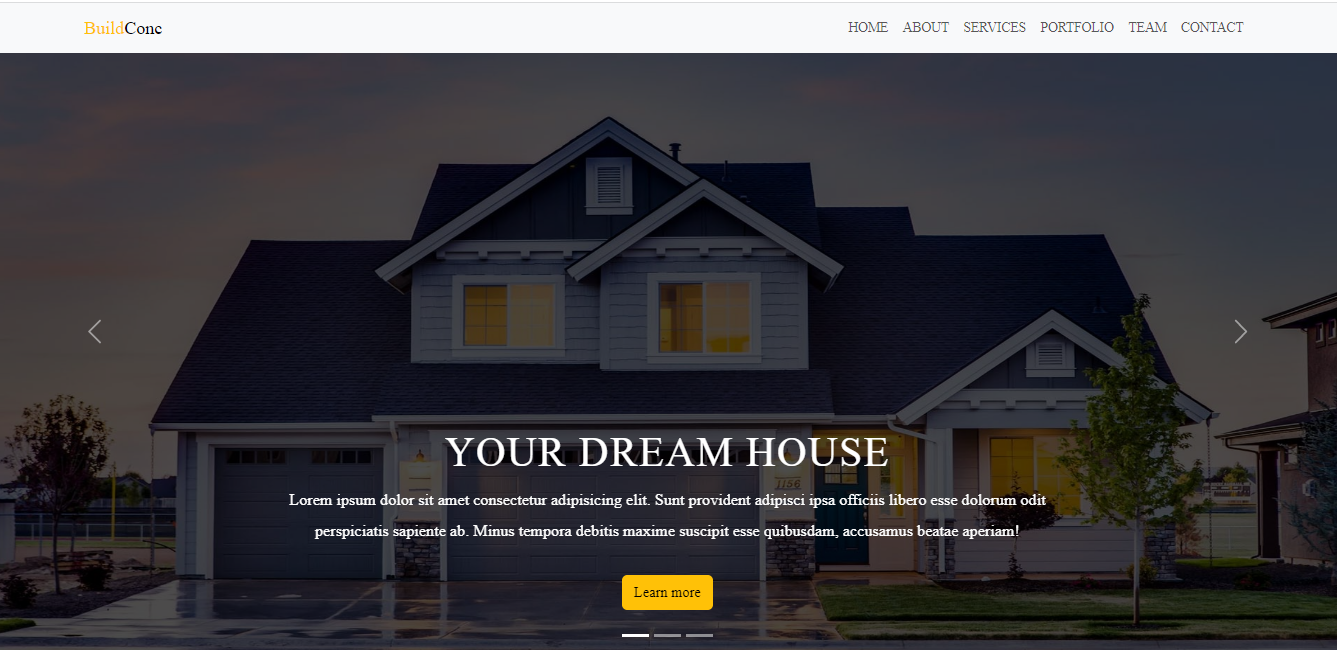 BuildConc
HOME ABOUT SERVICES PORTFOLIO TEAM CONTACT
YOUR DREAM HOUSE
1156
Lorem ipsum dolor sit amet consectetur adipisicing elit. Sunt provident adipisci ipsa officiis libero esse dolorum odit
perspiciatis sapiente ab. Minus tempora debitis maxime suscipit esse quibusdam, accusamus beatae aperiam!
Learn more